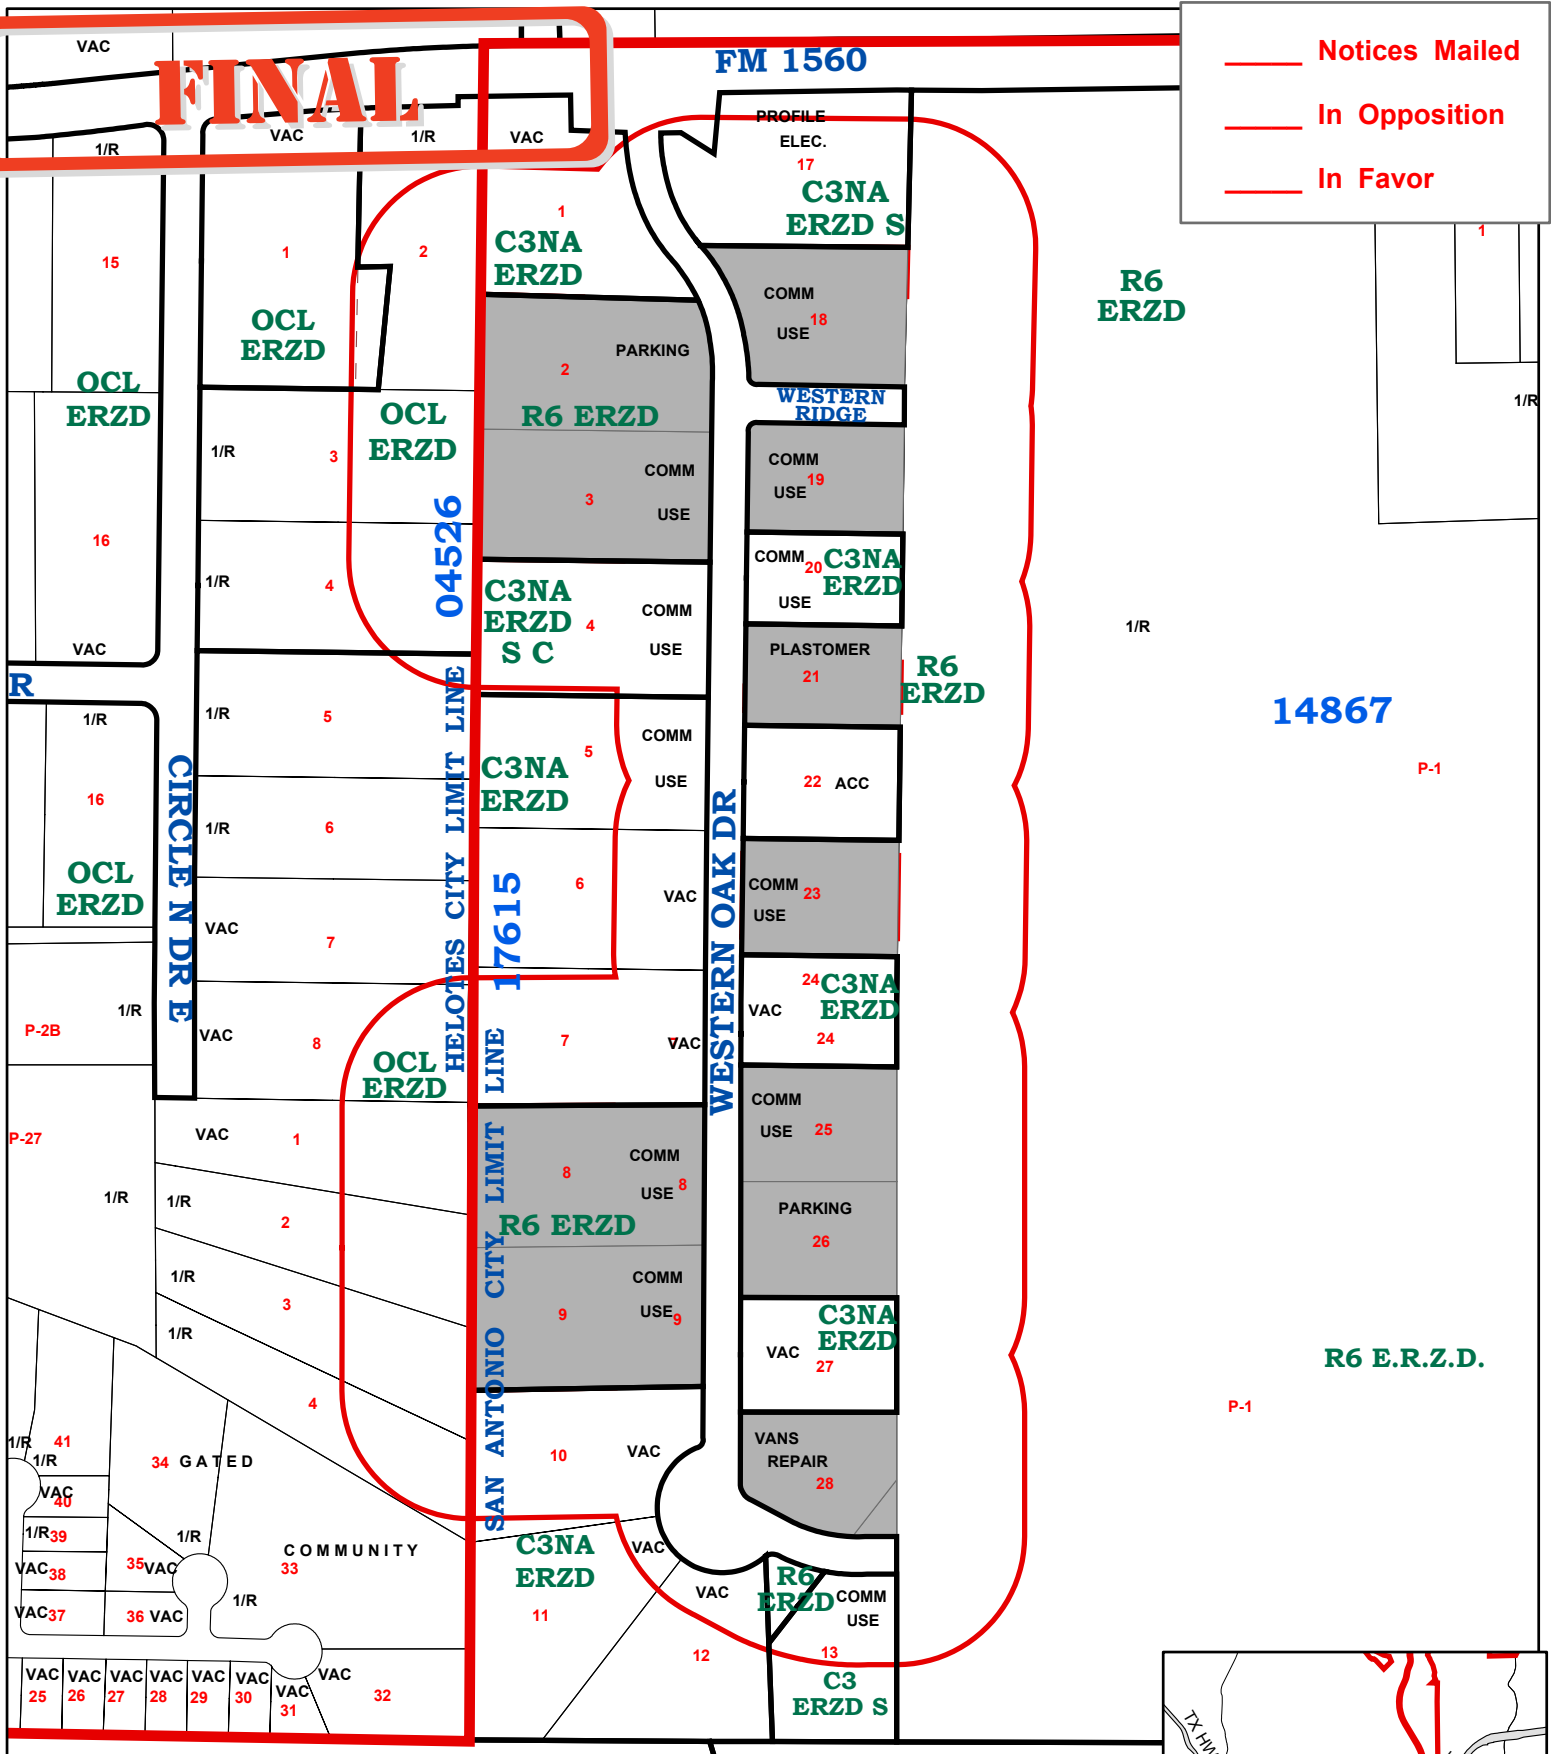 VAC
FINAL
FM 1560
Notices Mailed
In Opposition
In Favor
1/R
VAC
1/R
VAC
PROFILE
ELEC.
17
C3NA
ERZD S
15
1
2
1
C3NA
ERZD
1
R6
ERZD
OCL
ERZD
COMM
18
USE
PARKING
2
OCL
ERZD
OCL
ERZD
R6 ERZD
WESTERN
RIDGE
1/R
1/R
3
COMM
3
USE
COMM
19
USE
16
04526
1/R
4
C3NA
ERZD
S C
4
COMM
USE
COMM
20
USE
C3NA
ERZD
1/R
VAC
PLASTOMER
21
R6
ERZD
R
1/R
1/R
5
14867
P-1
CIRCLE N DR E
HELOTES CITY LIMIT LINE
C3NA
ERZD
5
COMM
USE
22
ACC
WESTERN OAK DR
16
1/R
6
OCL
ERZD
17615
6
VAC
COMM
23
USE
VAC
7
1/R
P-2B
VAC
8
OCL
ERZD
7
VAC
24
C3NA
ERZD
VAC
24
P-27
VAC
1
1/R
1/R
2
SAN ANTONIO CITY LIMIT LINE
8
COMM
USE
8
R6 ERZD
COMM
USE
25
PARKING
26
1/R
3
COMM
USE
9
9
1/R
4
C3NA
ERZD
VAC
27
R6 E.R.Z.D.
P-1
1/R
41
1/R
34
GATED
10
VAC
VANS
REPAIR
28
VAC
40
1/R
39
1/R
COMMUNITY
33
VAC
38
35
VAC
1/R
VAC
37
36
VAC
C3NA
ERZD
11
VAC
VAC
12
R6
ERZD
COMM
USE
13
C3
ERZD S
VAC
25
VAC
26
VAC
27
VAC
28
VAC
29
VAC
30
VAC
31
VAC
32
TX HW